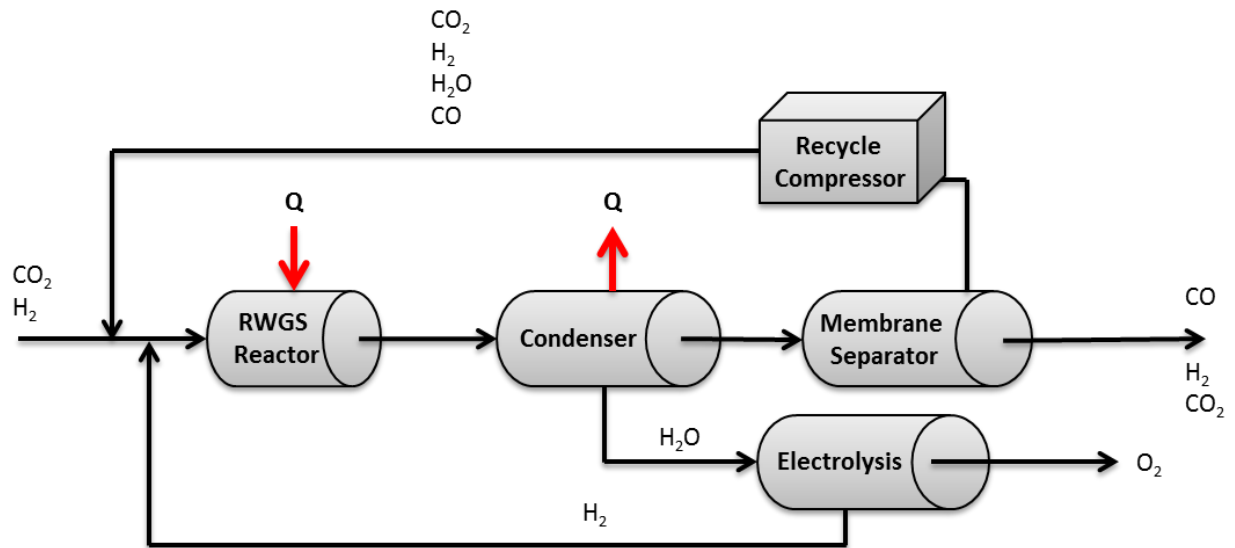 CO₂
H₂
H₂O
CO
Recycle
Compressor
Q
Q
CO₂
H₂
RWGS
Reactor
Condenser
Membrane
Separator
CO
H₂
CO₂
H₂O
Electrolysis
O₂
H₂